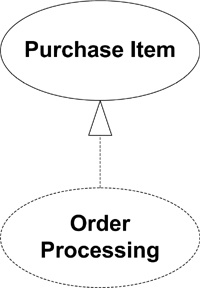 Purchase Item
Order
Processing